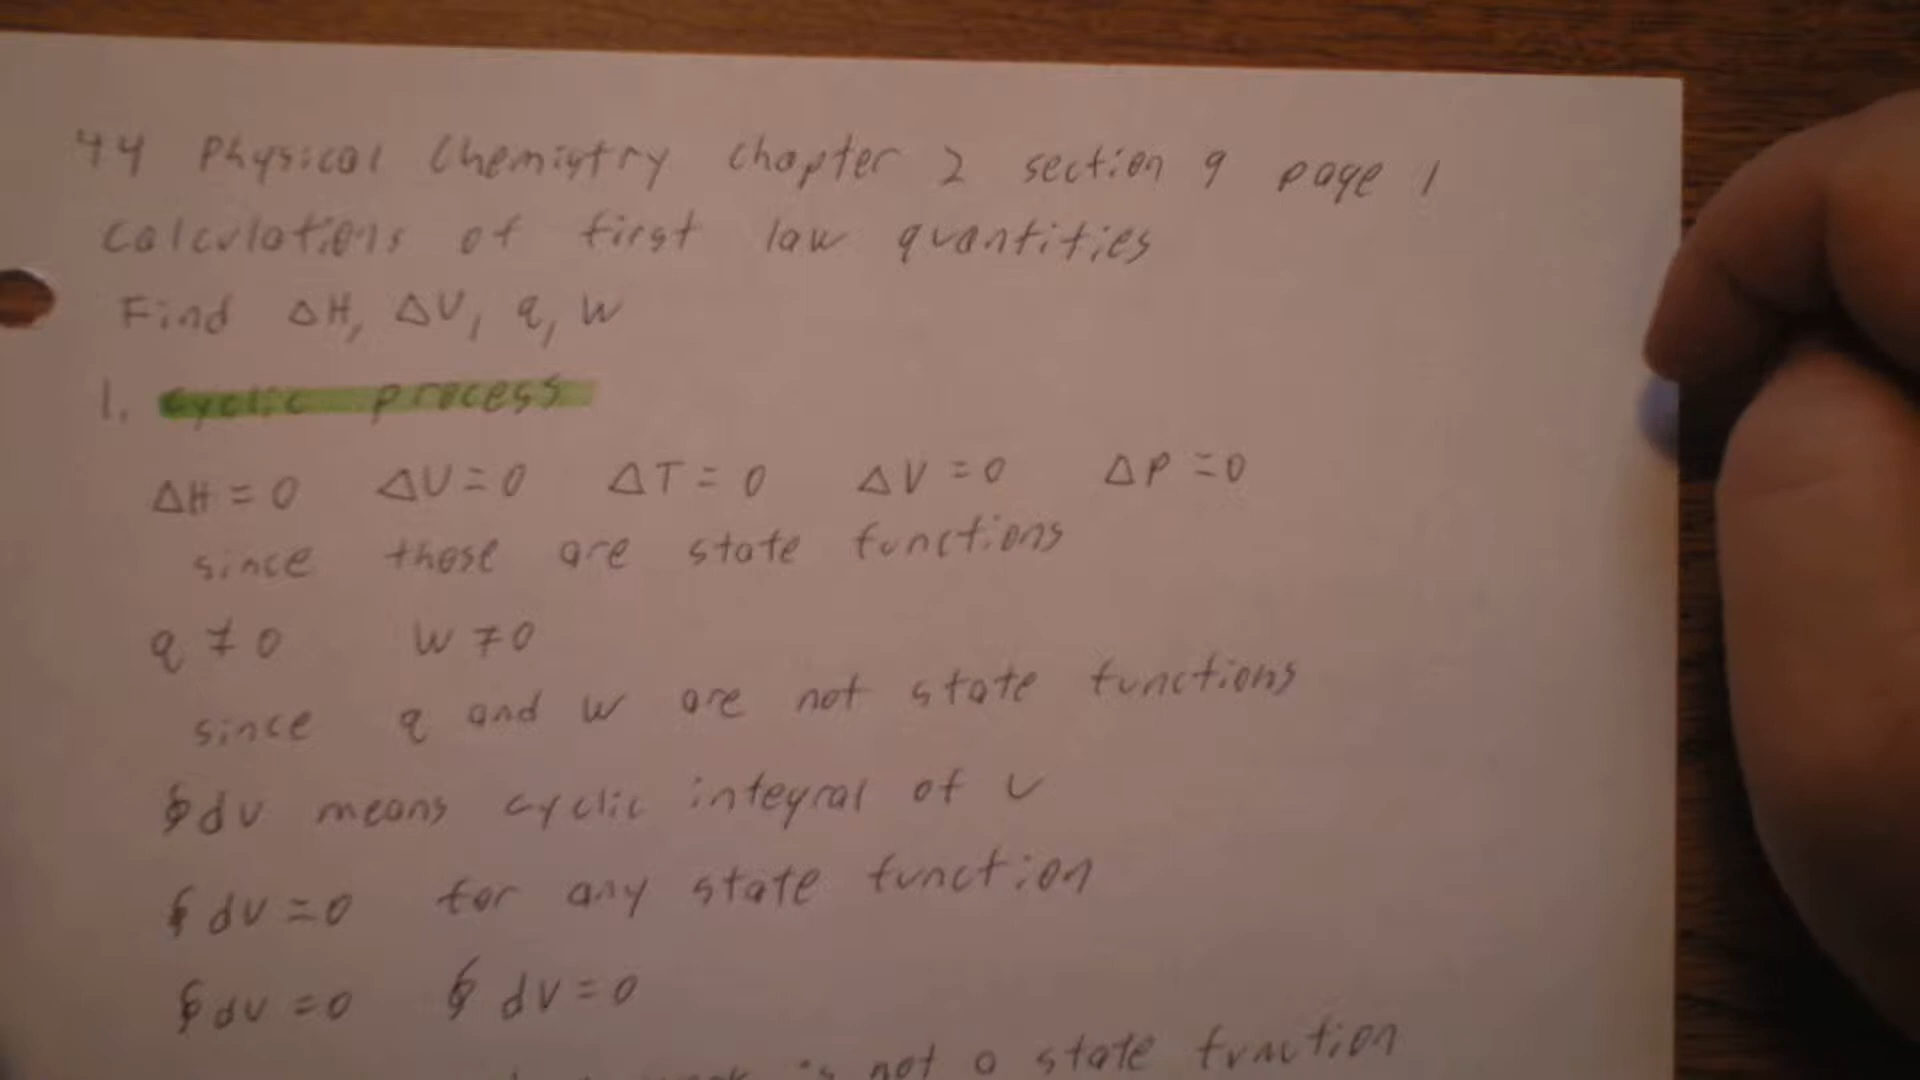 44 Physical Chemistry chapter 2 section 9 page 1
Calculations of first law quantities
Find ΔH, ΔU, q, W
1. Cyclic process
ΔH = 0 ΔU = 0 ΔT = 0 ΔV = 0 ΔP = 0
since those are state functions
q ≠ 0 W ≠ 0
since q and w are not state functions
∮dU means cyclic integral of U
∮dU = 0 for any state function
∮dU = 0 ∮dV = 0
is not a state function